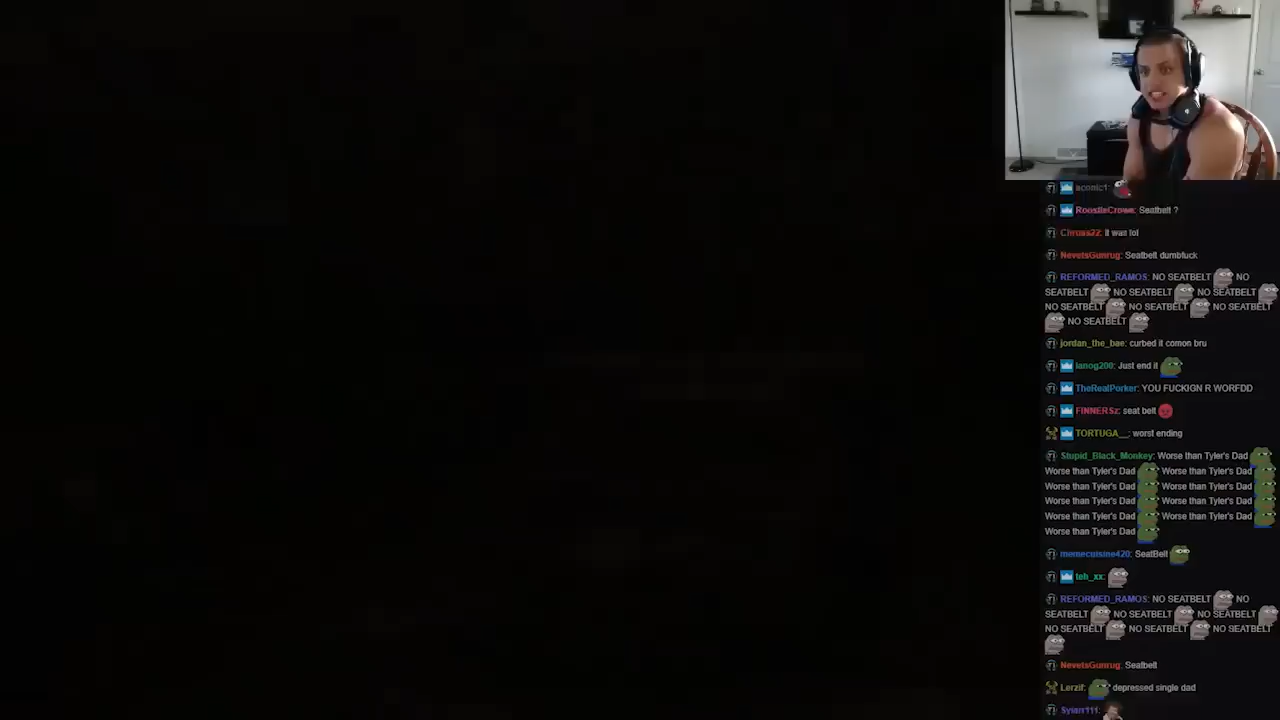 aconic1:
RoostleCrown: Seatbelt ?
Chross22: it was lol
NevetsGunrug: Seatbelt dumbfuck
REFORMED_RAMOS: NO SEATBELT NO
SEATBELT NO SEATBELT NO SEATBELT
NO SEATBELT NO SEATBELT NO SEATBELT
NO SEATBELT
jordan_the_bae: curbed it comon bru
lanog200: Just end it
TheRealPorker: YOU FUCKIGN R WORFDD
FINNERSz: seat belt
TORTUGA__: worst ending
Stupid_Black_Monkey: Worse than Tyler's Dad
Worse than Tyler's Dad Worse than Tyler's Dad
Worse than Tyler's Dad Worse than Tyler's Dad
Worse than Tyler's Dad Worse than Tyler's Dad
Worse than Tyler's Dad Worse than Tyler's Dad
Worse than Tyler's Dad
memecuisine420: SeatBelt
teh_xx:
REFORMED_RAMOS: NO SEATBELT NO
SEATBELT NO SEATBELT NO SEATBELT
NO SEATBELT NO SEATBELT NO SEATBELT
NevetsGunrug: Seatbelt
Lerzif: depressed single dad